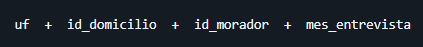 uf + id_domicilio + id_morador + mes_entrevista